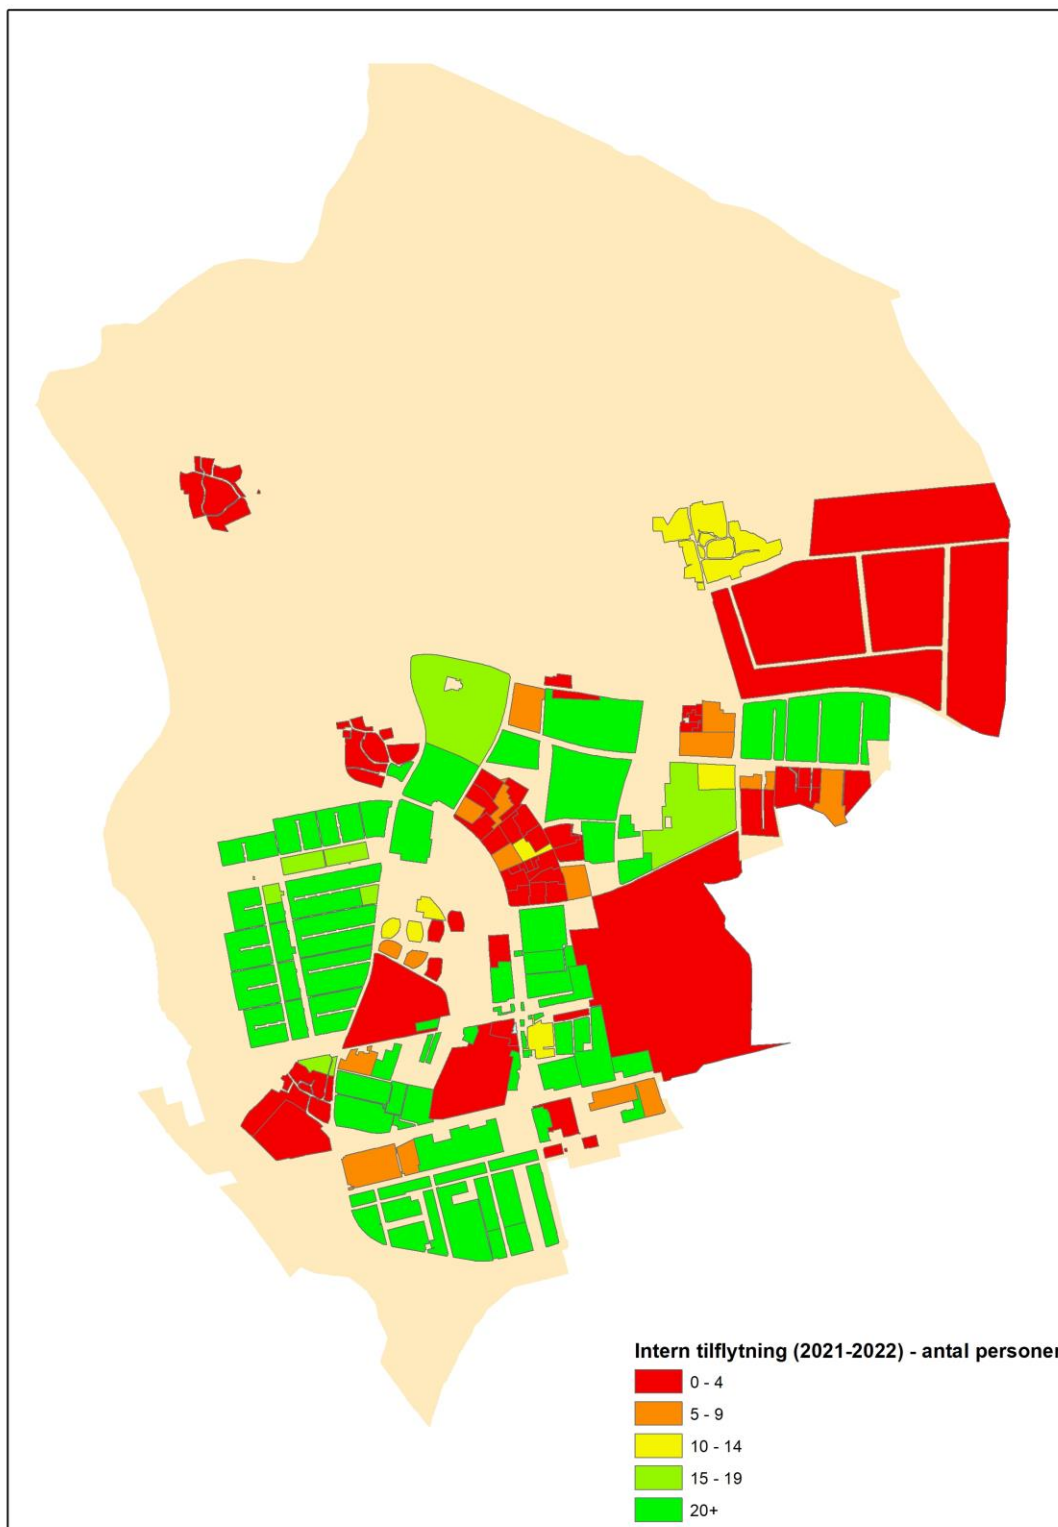 Intern tilflytning (2021-2022) - antal personer
0 - 4
5 - 9
10 - 14
15 - 19
20+